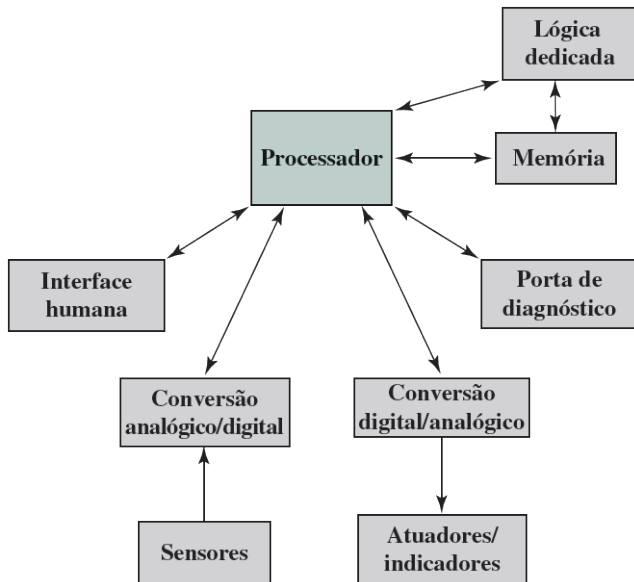 Lógica
dedicada
Processador
Memória
Interface
humana
Porta de
diagnóstico
Conversão
analógico/digital
Conversão
digital/analógico
Sensores
Atuadores/
indicadores